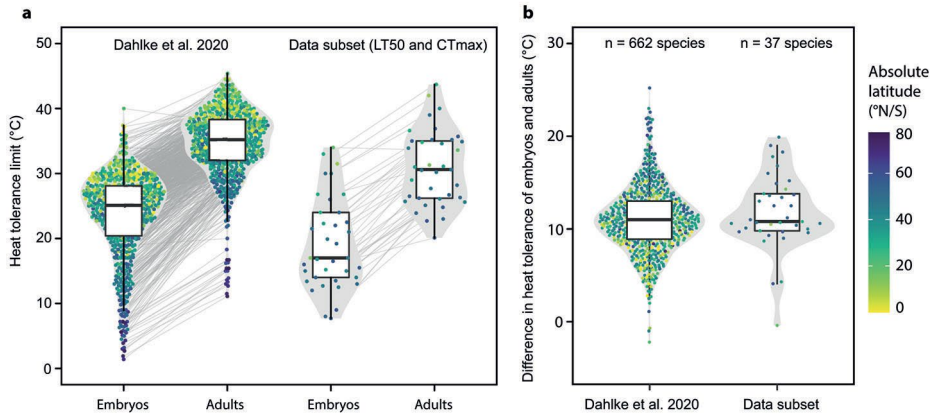 a
Dahlke et al. 2020
Data subset (LT50 and CTmax)
Heat tolerance limit (°C)
50
40
30
20
10
0
Embryos
Adults
Embryos
Adults
b
n = 662 species
n = 37 species
Difference in heat tolerance of embryos and adults (°C)
30
20
10
0
Dahlke et al. 2020
Data subset
Absolute
latitude
(°N/S)
80
60
40
20
0